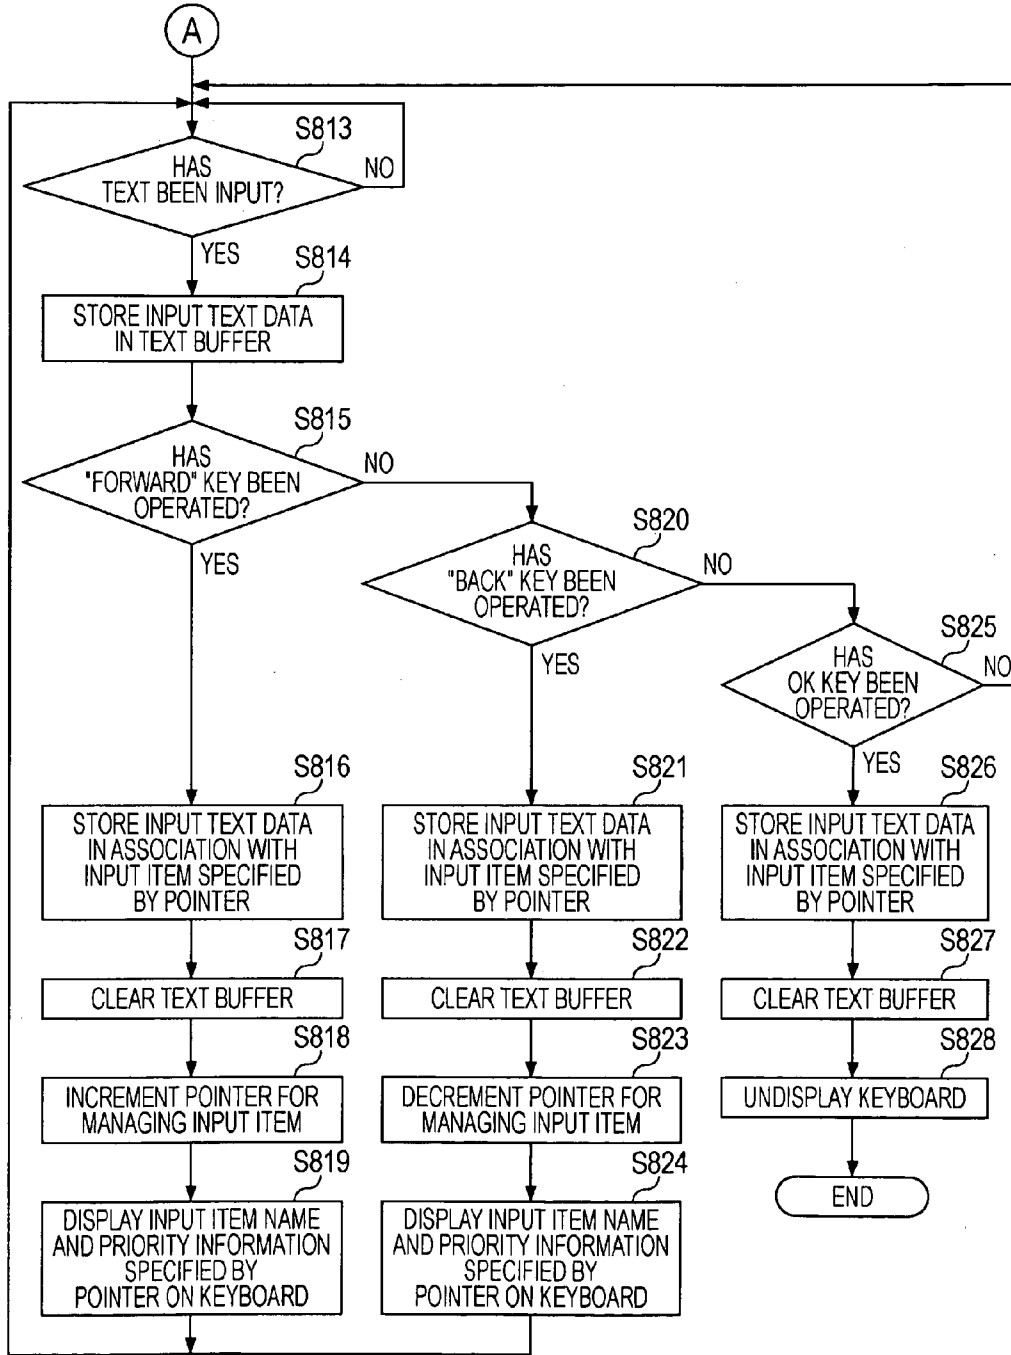 A
S813
HAS
TEXT BEEN INPUT?
NO
YES
S814
STORE INPUT TEXT DATA
IN TEXT BUFFER
S815
HAS
"FORWARD" KEY BEEN
OPERATED?
NO
YES
S820
HAS
"BACK" KEY BEEN
OPERATED?
NO
YES
S825
HAS
OK KEY BEEN
OPERATED?
NO
YES
S816
STORE INPUT TEXT DATA
IN ASSOCIATION WITH
INPUT ITEM SPECIFIED
BY POINTER
S817
CLEAR TEXT BUFFER
S818
INCREMENT POINTER FOR
MANAGING INPUT ITEM
S819
DISPLAY INPUT ITEM NAME
AND PRIORITY INFORMATION
SPECIFIED BY
POINTER ON KEYBOARD
S821
STORE INPUT TEXT DATA
IN ASSOCIATION WITH
INPUT ITEM SPECIFIED
BY POINTER
S822
CLEAR TEXT BUFFER
S823
DECREMENT POINTER FOR
MANAGING INPUT ITEM
S824
DISPLAY INPUT ITEM NAME
AND PRIORITY INFORMATION
SPECIFIED BY
POINTER ON KEYBOARD
S826
STORE INPUT TEXT DATA
IN ASSOCIATION WITH
INPUT ITEM SPECIFIED
BY POINTER
S827
CLEAR TEXT BUFFER
S828
UNDISPLAY KEYBOARD
END